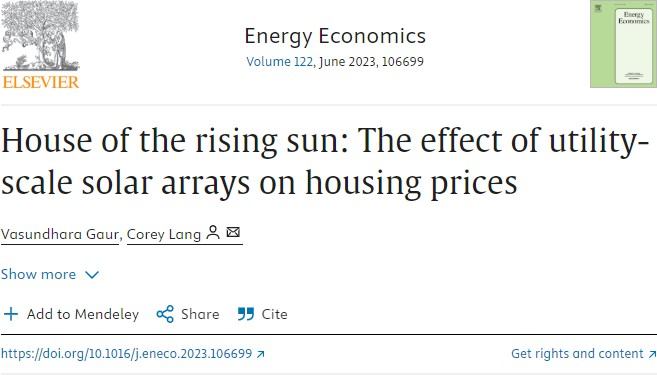 ELSEVIER
Energy Economics
Volume 122, June 2023, 106699
Energy
Economics
House of the rising sun: The effect of utility-
scale solar arrays on housing prices
Vasundhara Gaur, Corey Lang
Show more
Add to Mendeley Share Cite
https://doi.org/10.1016/j.eneco.2023.106699
Get rights and content